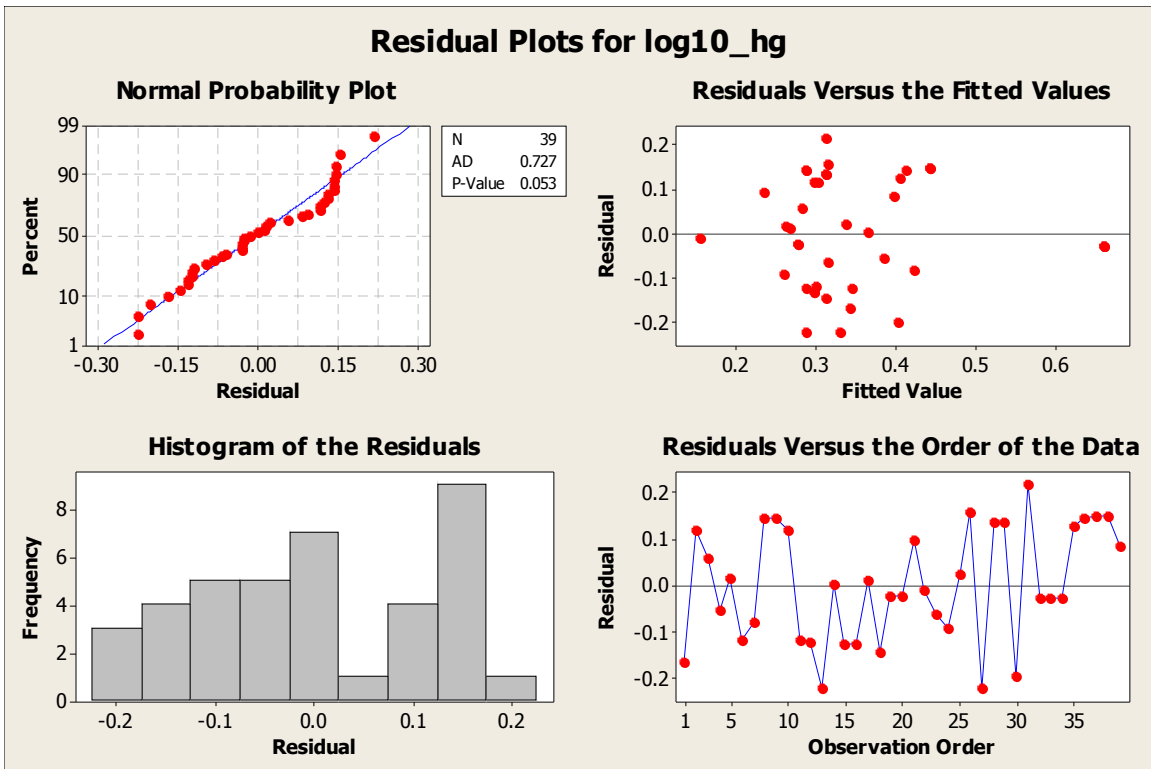 Residual Plots for log10_hg
Normal Probability Plot
99
90
50
10
1
Percent
-0.30
-0.15
0.00
0.15
0.30
Residual
N 39
AD 0.727
P-Value 0.053
Residuals Versus the Fitted Values
0.2
0.1
0.0
-0.1
-0.2
Residual
0.2
0.3
0.4
0.5
0.6
Fitted Value
Histogram of the Residuals
8
6
4
2
0
Frequency
-0.2
-0.1
0.0
0.1
0.2
Residual
Residuals Versus the Order of the Data
0.2
0.1
0.0
-0.1
-0.2
Residual
1
5
10
15
20
25
30
35
Observation Order